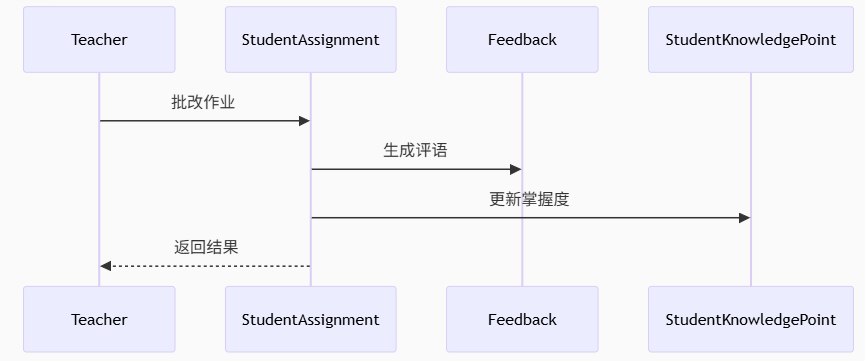 Teacher
StudentAssignment
Feedback
StudentKnowledgePoint
批改作业
生成评语
更新掌握度
返回结果
Teacher
StudentAssignment
Feedback
StudentKnowledgePoint